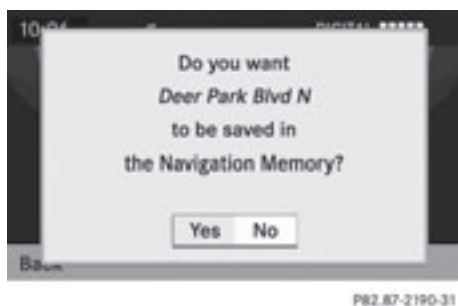 Do you want
Deer Park Blvd N
to be saved in
the Navigation Memory?
Yes No
P82.87-2190-31